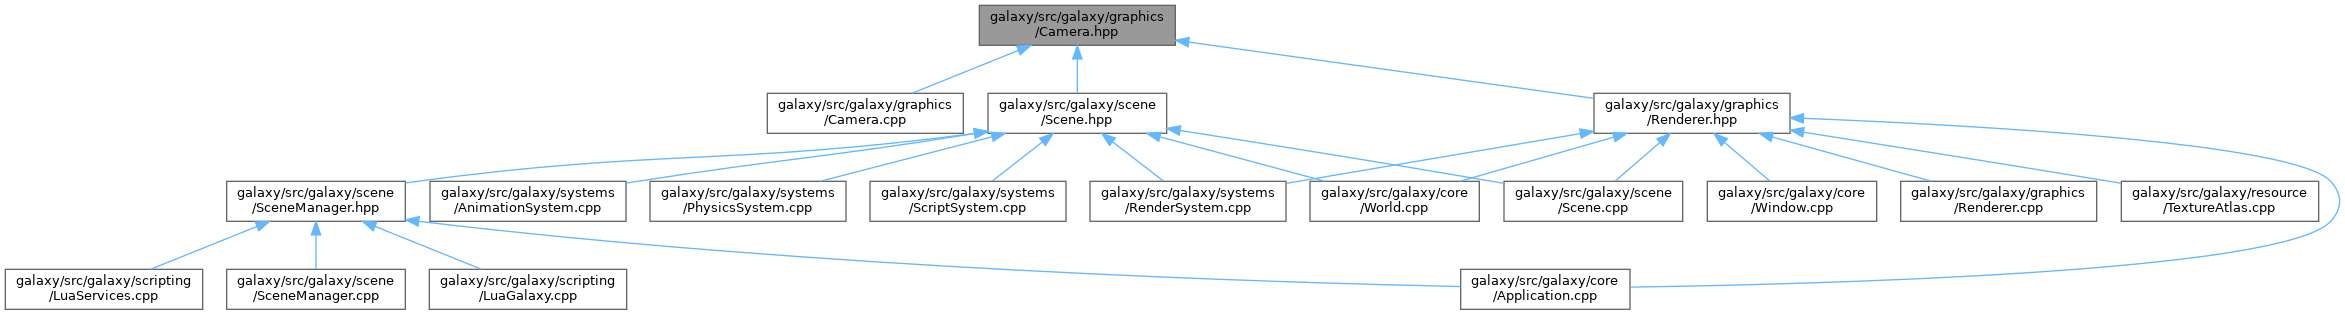 galaxy/src/galaxy/graphics
/Camera.hpp
galaxy/src/galaxy/graphics
/Camera.cpp
galaxy/src/galaxy/scene
/Scene.hpp
galaxy/src/galaxy/graphics
/Renderer.hpp
galaxy/src/galaxy/scene
/SceneManager.hpp
galaxy/src/galaxy/systems
/AnimationSystem.cpp
galaxy/src/galaxy/systems
/PhysicsSystem.cpp
galaxy/src/galaxy/systems
/ScriptSystem.cpp
galaxy/src/galaxy/systems
/RenderSystem.cpp
galaxy/src/galaxy/core
/World.cpp
galaxy/src/galaxy/scene
/Scene.cpp
galaxy/src/galaxy/core
/Window.cpp
galaxy/src/galaxy/graphics
/Renderer.cpp
galaxy/src/galaxy/resource
/TextureAtlas.cpp
galaxy/src/galaxy/scripting
/LuaServices.cpp
galaxy/src/galaxy/scene
/SceneManager.cpp
galaxy/src/galaxy/scripting
/LuaGalaxy.cpp
galaxy/src/galaxy/core
/Application.cpp